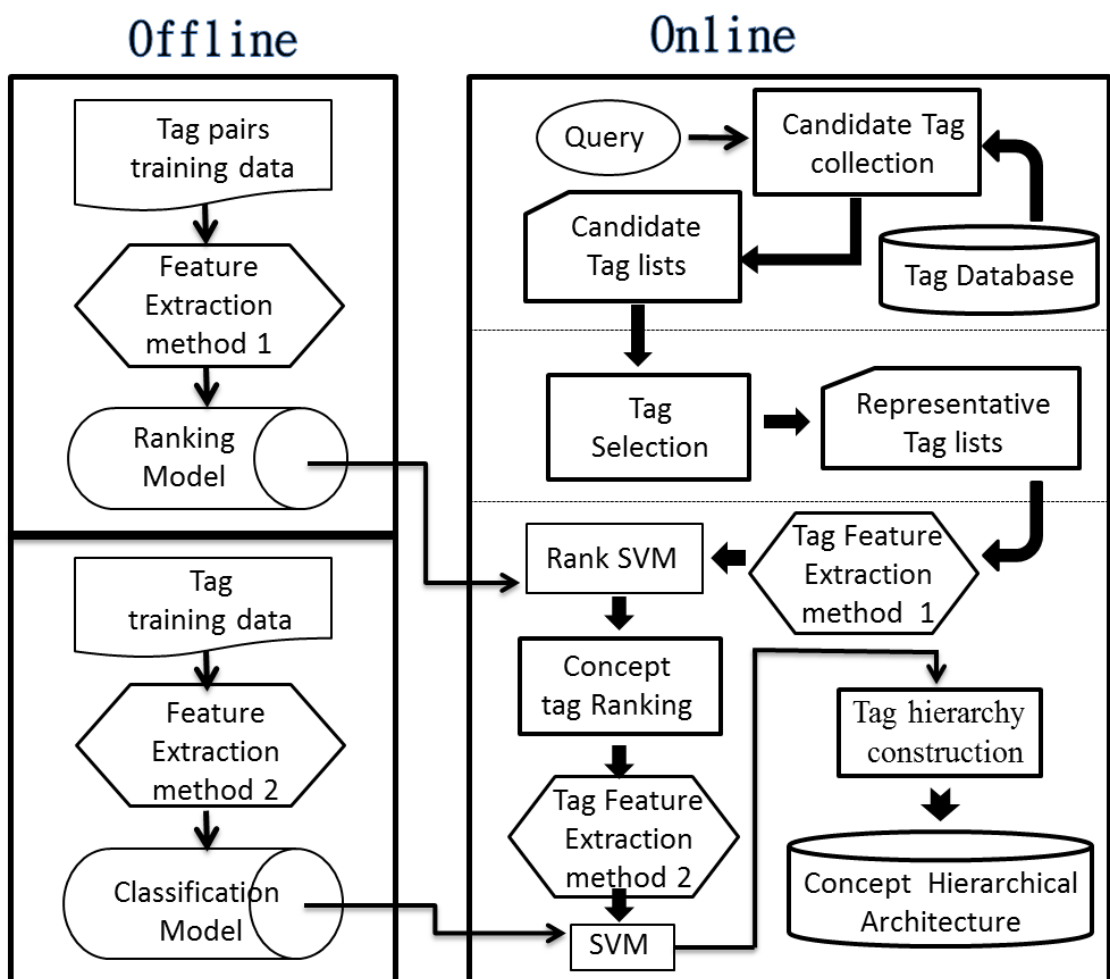 Offline
Tag pairs
training data
Feature
Extraction
method 1
Ranking
Model
Tag
training data
Feature
Extraction
method 2
Classification
Model
Online
Query
Candidate Tag
collection
Candidate
Tag lists
Tag Database
Tag
Selection
Representative
Tag lists
Tag Feature
Extraction
method 1
Rank SVM
Concept
tag Ranking
Tag Feature
Extraction
method 2
SVM
Tag hierarchy
construction
Concept Hierarchical
Architecture